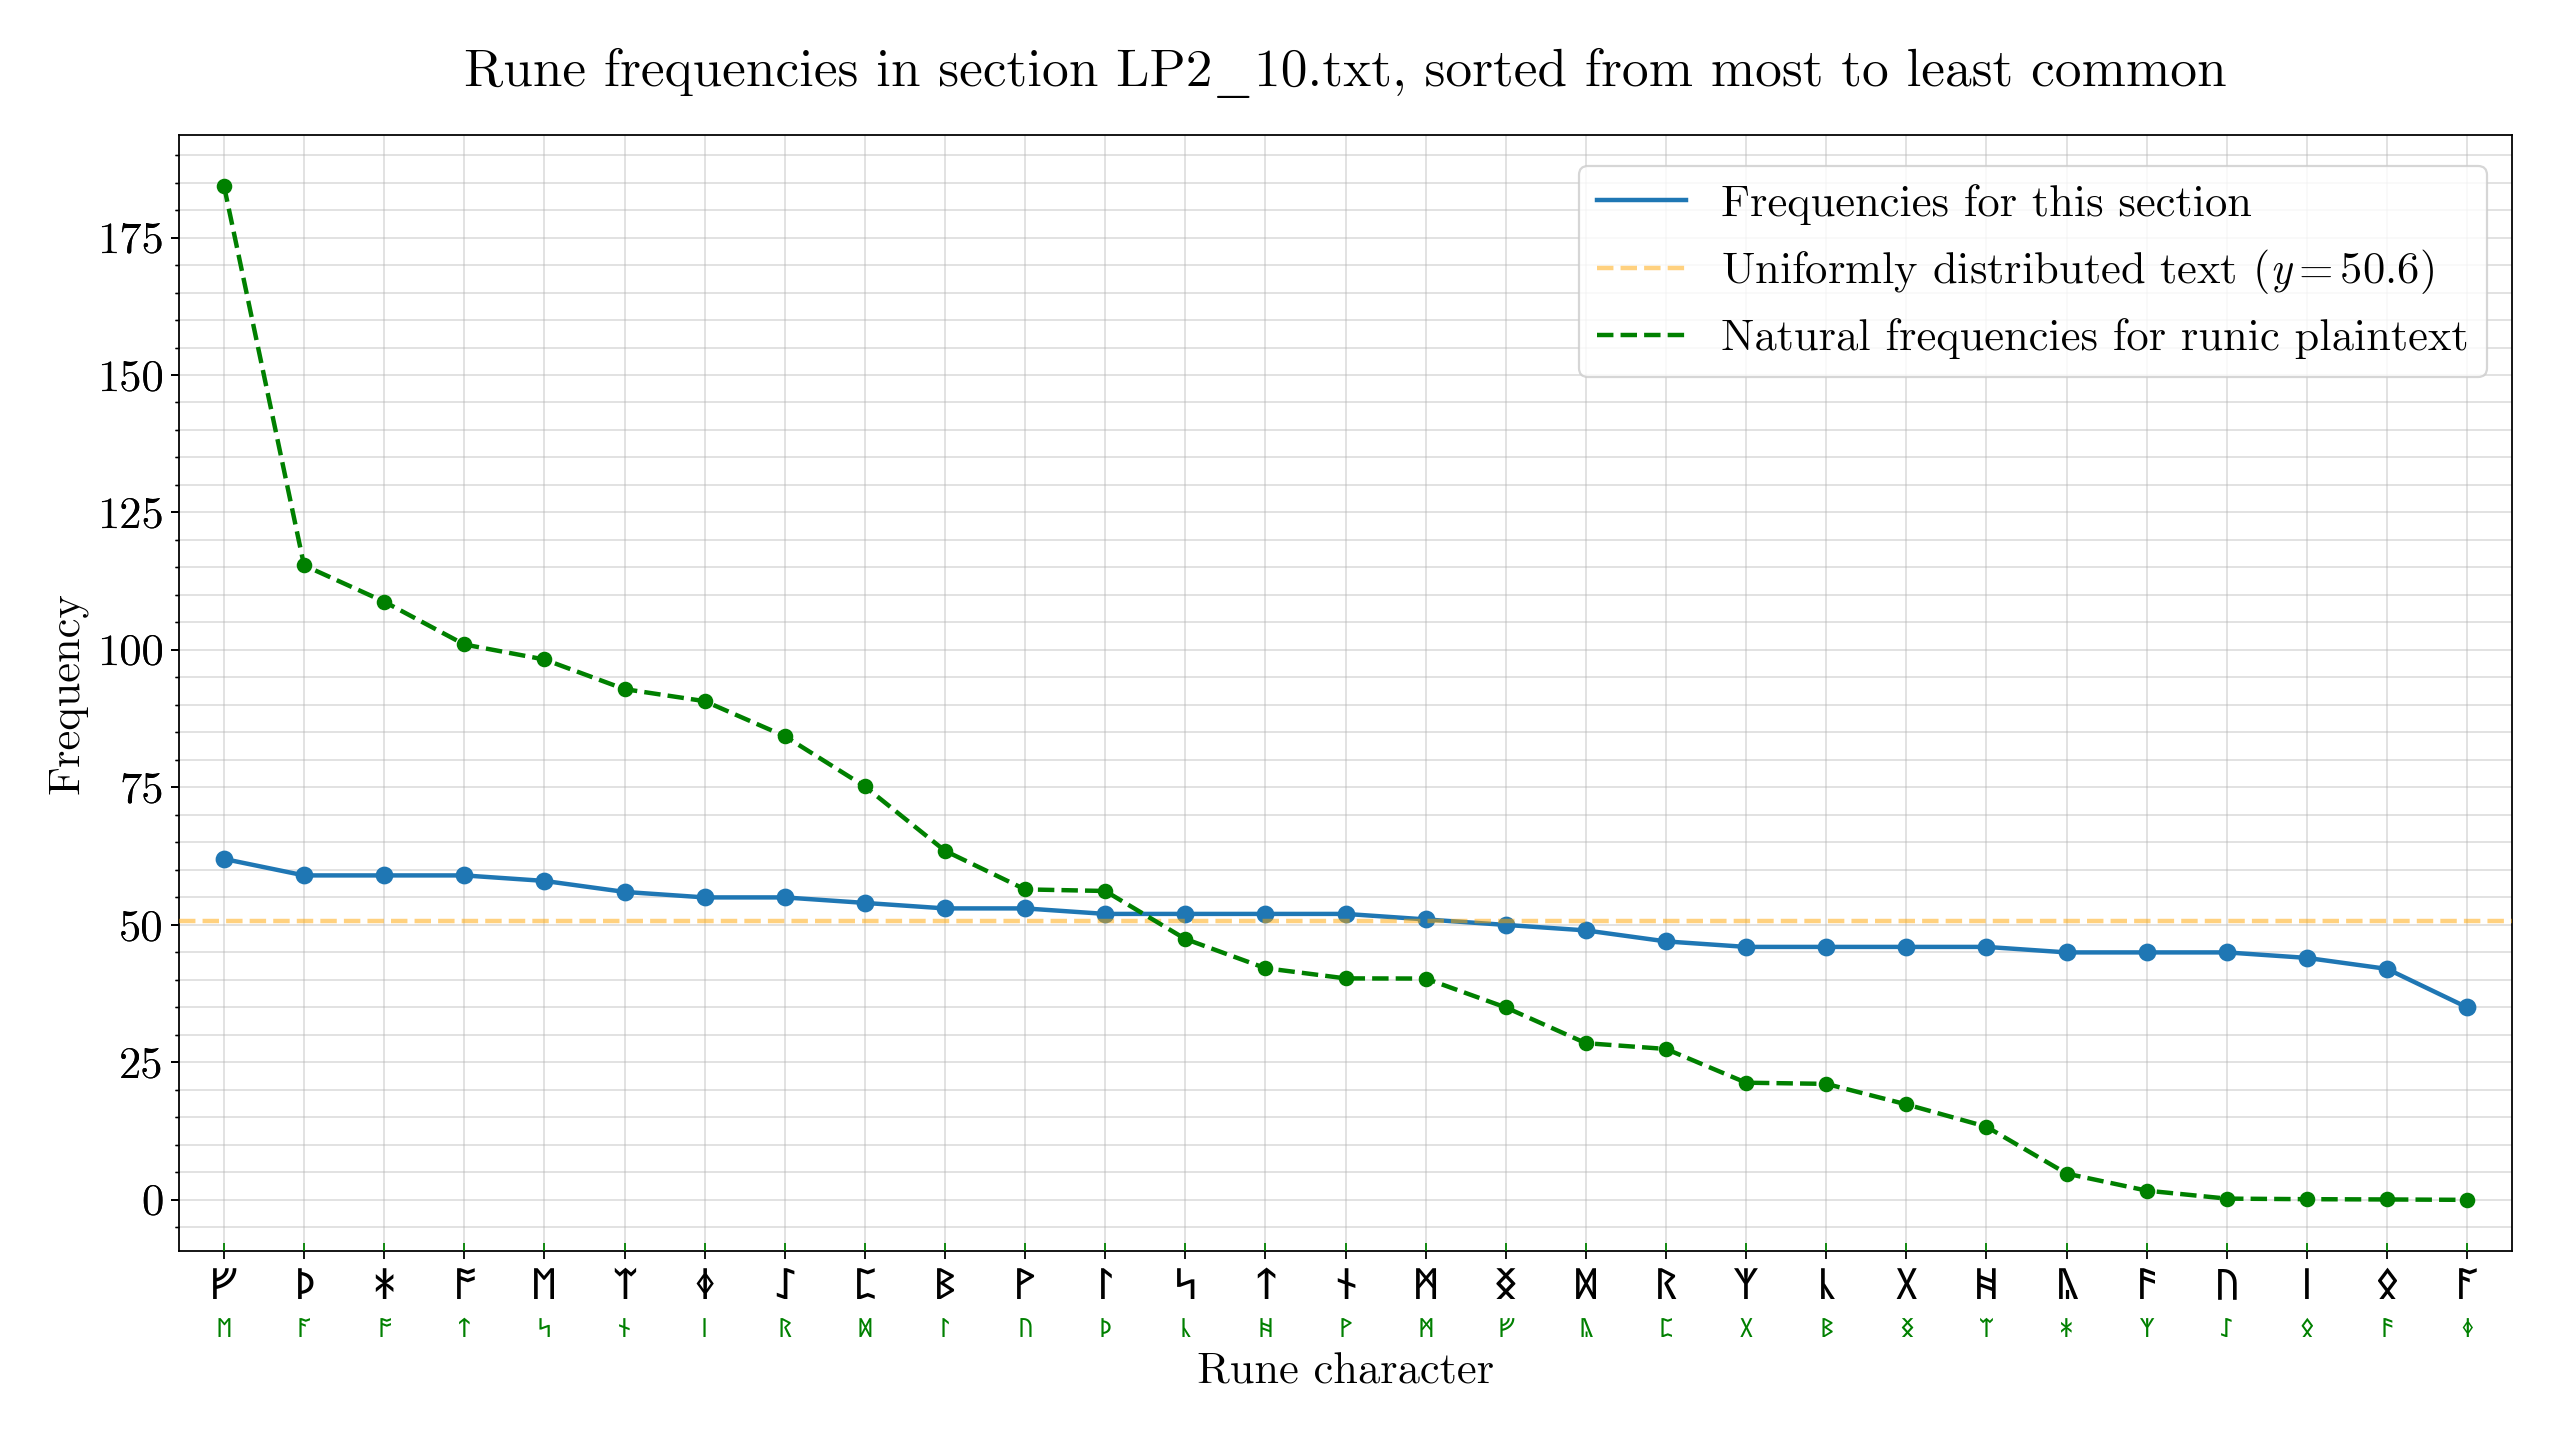 Rune frequencies in section LP2_10.txt, sorted from most to least common
Frequencies for this section
Uniformly distributed text (y = 50.6)
Natural frequencies for runic plaintext
175
150
125
100
75
50
25
0
Frequency
ᚠ ᚦ ᛡ ᚩ ᛖ ᛠ ᛄ ᛇ ᛈ ᛒ ᚹ ᛚ ᛋ ᛏ ᚾ ᛗ ᛝ ᛞ ᚱ ᛉ ᚳ ᚷ ᚻ ᚣ ᚫ ᚢ ᛁ ᛟ ᚪ
ᛖ ᚪ ᚩ ᛏ ᛋ ᚾ ᛁ ᚱ ᛞ ᛚ ᚢ ᚦ ᚳ ᚻ ᚹ ᛗ ᚠ ᚣ ᛈ ᚷ ᛒ ᛝ ᛠ ᛡ ᛉ ᛇ ᛟ ᚫ ᛄ
Rune character